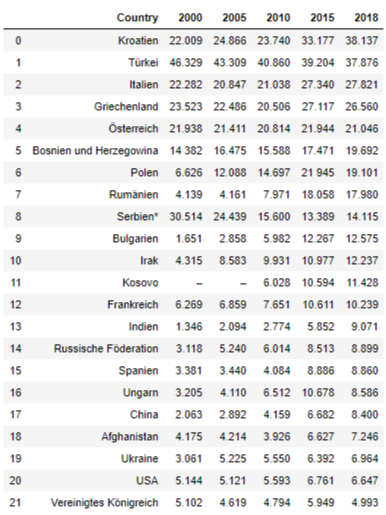 Country 2000 2005 2010 2015 2018
0 Kroatien 22.009 24.866 23.740 33.177 38.137
1 Türkei 46.329 43.309 40.860 39.204 37.876
2 Italien 22.282 20.847 21.038 27.340 27.821
3 Griechenland 23.523 22.486 20.506 27.117 26.560
4 Österreich 21.938 21.411 20.814 21.944 21.046
5 Bosnien und Herzegowina 14 382 16.475 15.588 17.471 19.692
6 Polen 6.626 12.088 14.697 21 945 19.101
7 Rumänien 4.139 4.161 7.971 18.058 17.980
8 Serbien* 30.514 24.439 15.600 13.389 14.115
9 Bulgarien 1.651 2.858 5.982 12.267 12.575
10 Irak 4.315 8.583 9.931 10.977 12.237
11 Kosovo – – 6.028 10.594 11.428
12 Frankreich 6.269 6.859 7.651 10.611 10.239
13 Indien 1.346 2.094 2.774 5.852 9.071
14 Russische Föderation 3.118 5.240 6.014 8.513 8.899
15 Spanien 3.381 3.440 4.084 8.886 8.860
16 Ungarn 3.205 4.110 6.512 10.678 8.586
17 China 2.063 2.892 4.159 6.682 8.400
18 Afghanistan 4.175 4.214 3.926 6.627 7.246
19 Ukraine 3.061 5.225 5.550 6.392 6.964
20 USA 5.144 5.121 5.593 6.761 6.647
21 Vereinigtes Königreich 5.102 4.619 4.794 5.949 4.993